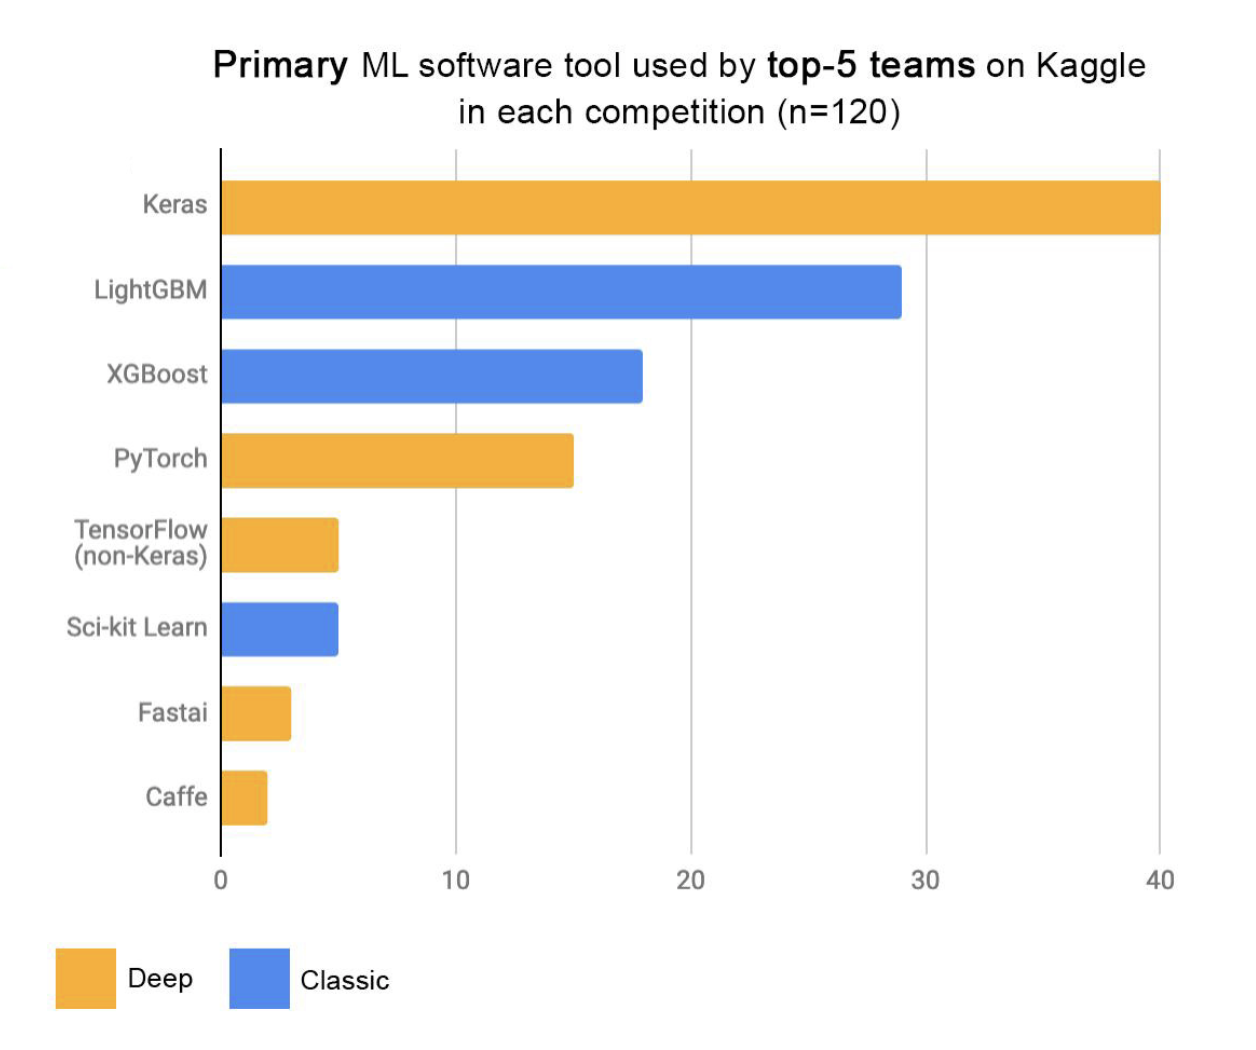 Primary ML software tool used by top-5 teams on Kaggle
in each competition (n=120)
Keras
LightGBM
XGBoost
PyTorch
TensorFlow
(non-Keras)
Sci-kit Learn
Fastai
Caffe
0 10 20 30 40
Deep Classic